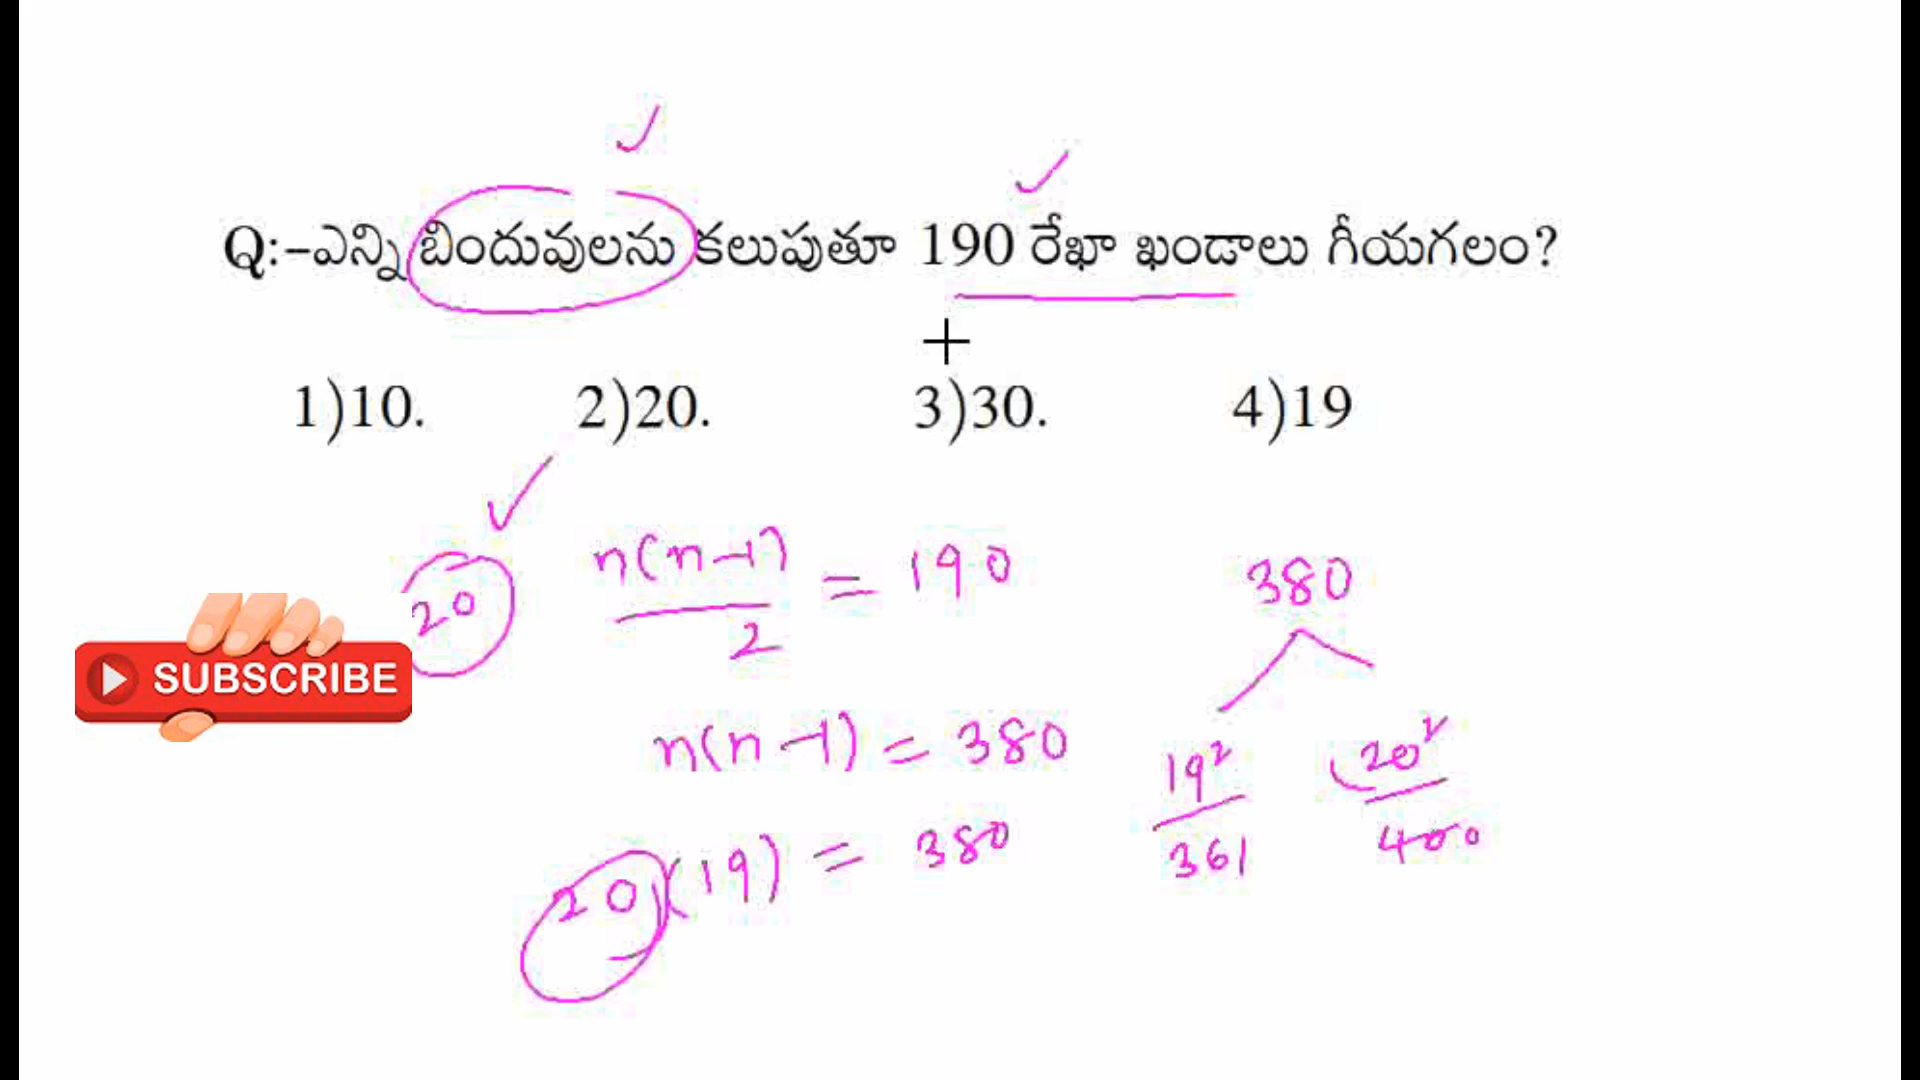 Q:-ఎన్ని బిందువులను కలుపుతూ 190 రేఖా ఖండాలు గీయగలం?
1)10. 2)20. 3)30. 4)19
20
n(n-1)/2 = 190
380
SUBSCRIBE
n(n-1) = 380
19²/361 20²/400
20(19) = 380